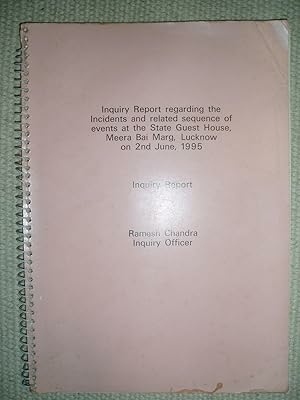 Inquiry Report regarding the
Incidents and related sequence of
events at the State Guest House,
Meera Bai Marg, Lucknow
on 2nd June, 1995
Inquiry Report
Ramesh Chandra
Inquiry Officer